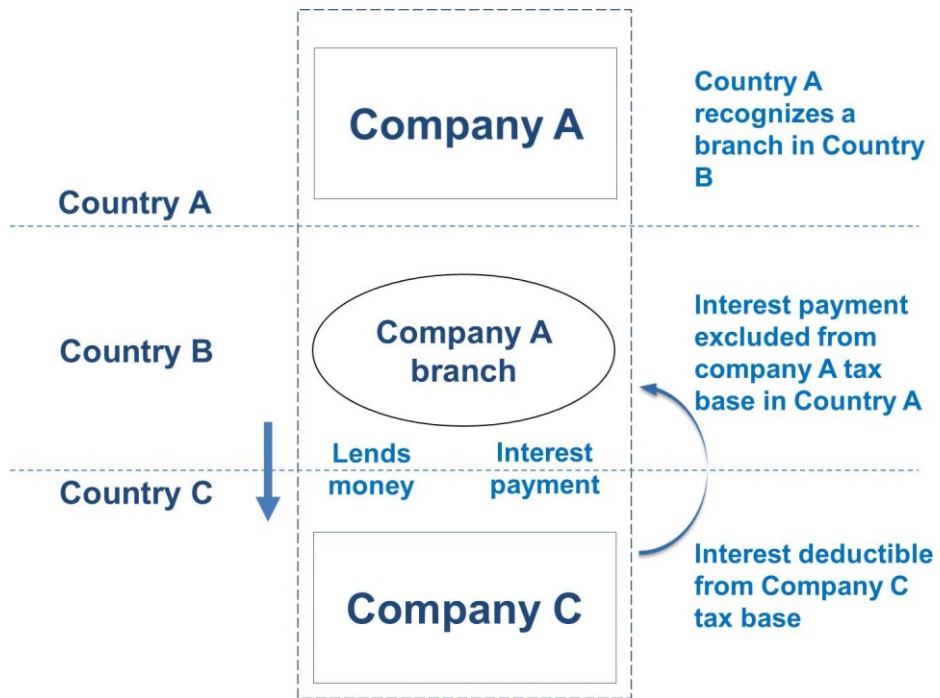 Company A
Country A
recognizes a
branch in Country
B
Country A
Country B
Company A
branch
Interest payment
excluded from
company A tax
base in Country A
Lends
money
Interest
payment
Country C
Company C
Interest deductible
from Company C
tax base